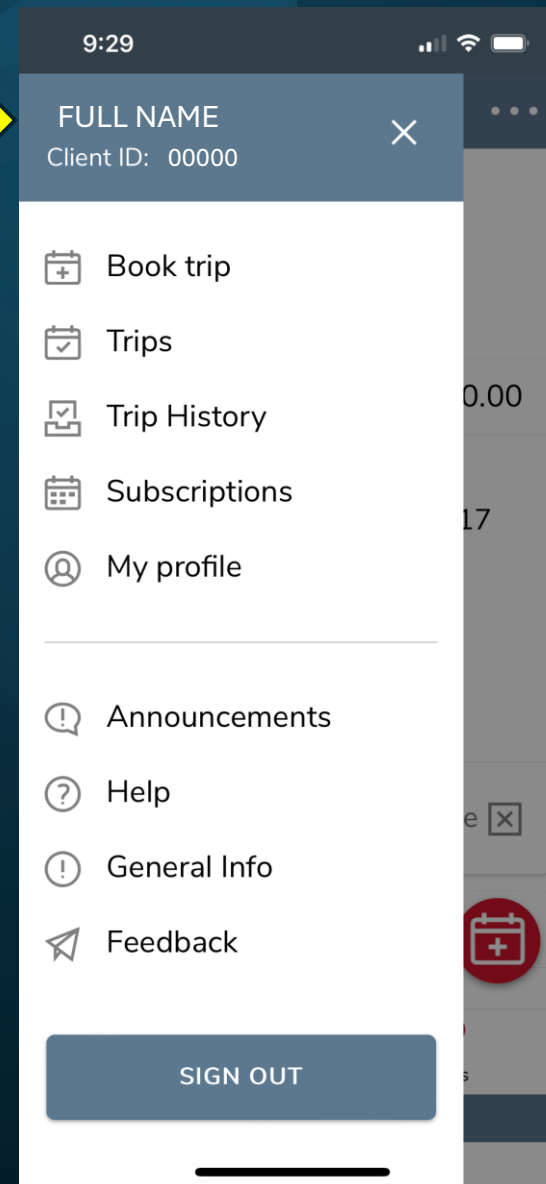 9:29
FULL NAME
Client ID: 00000
Book trip
Trips
Trip History
0.00
Subscriptions
17
My profile
Announcements
Help
e
General Info
Feedback
SIGN OUT
s